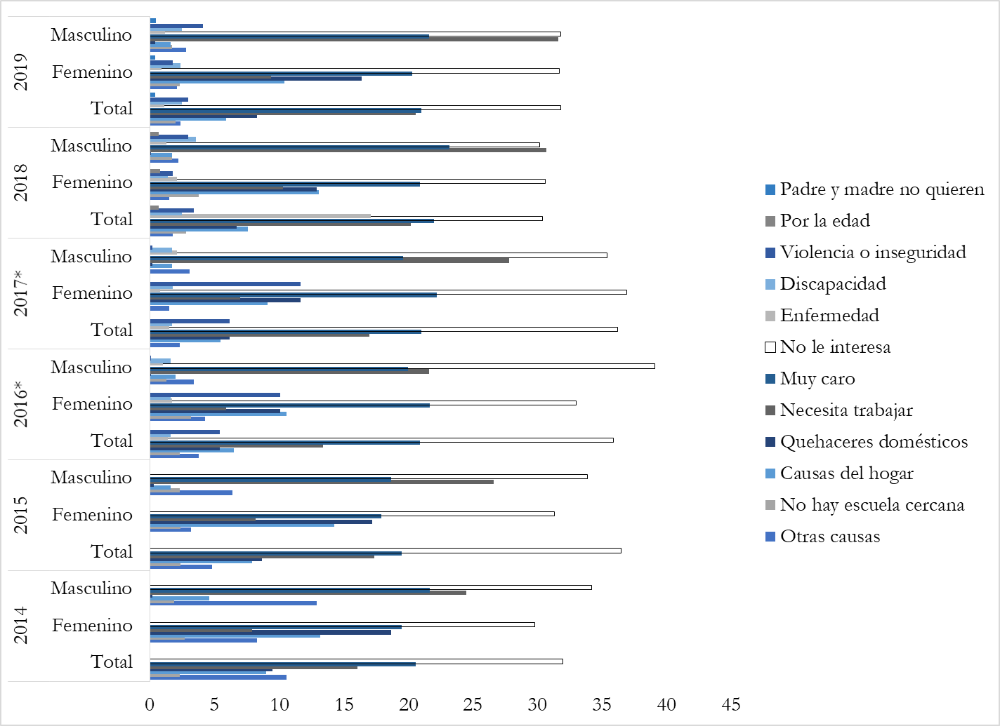 2019
Masculino
Femenino
Total
2018
Masculino
Femenino
Total
2017*
Masculino
Femenino
Total
2016*
Masculino
Femenino
Total
2015
Masculino
Femenino
Total
2014
Masculino
Femenino
Total
0 5 10 15 20 25 30 35 40 45
Padre y madre no quieren
Por la edad
Violencia o inseguridad
Discapacidad
Enfermedad
No le interesa
Muy caro
Necesita trabajar
Quehaceres domésticos
Causas del hogar
No hay escuela cercana
Otras causas